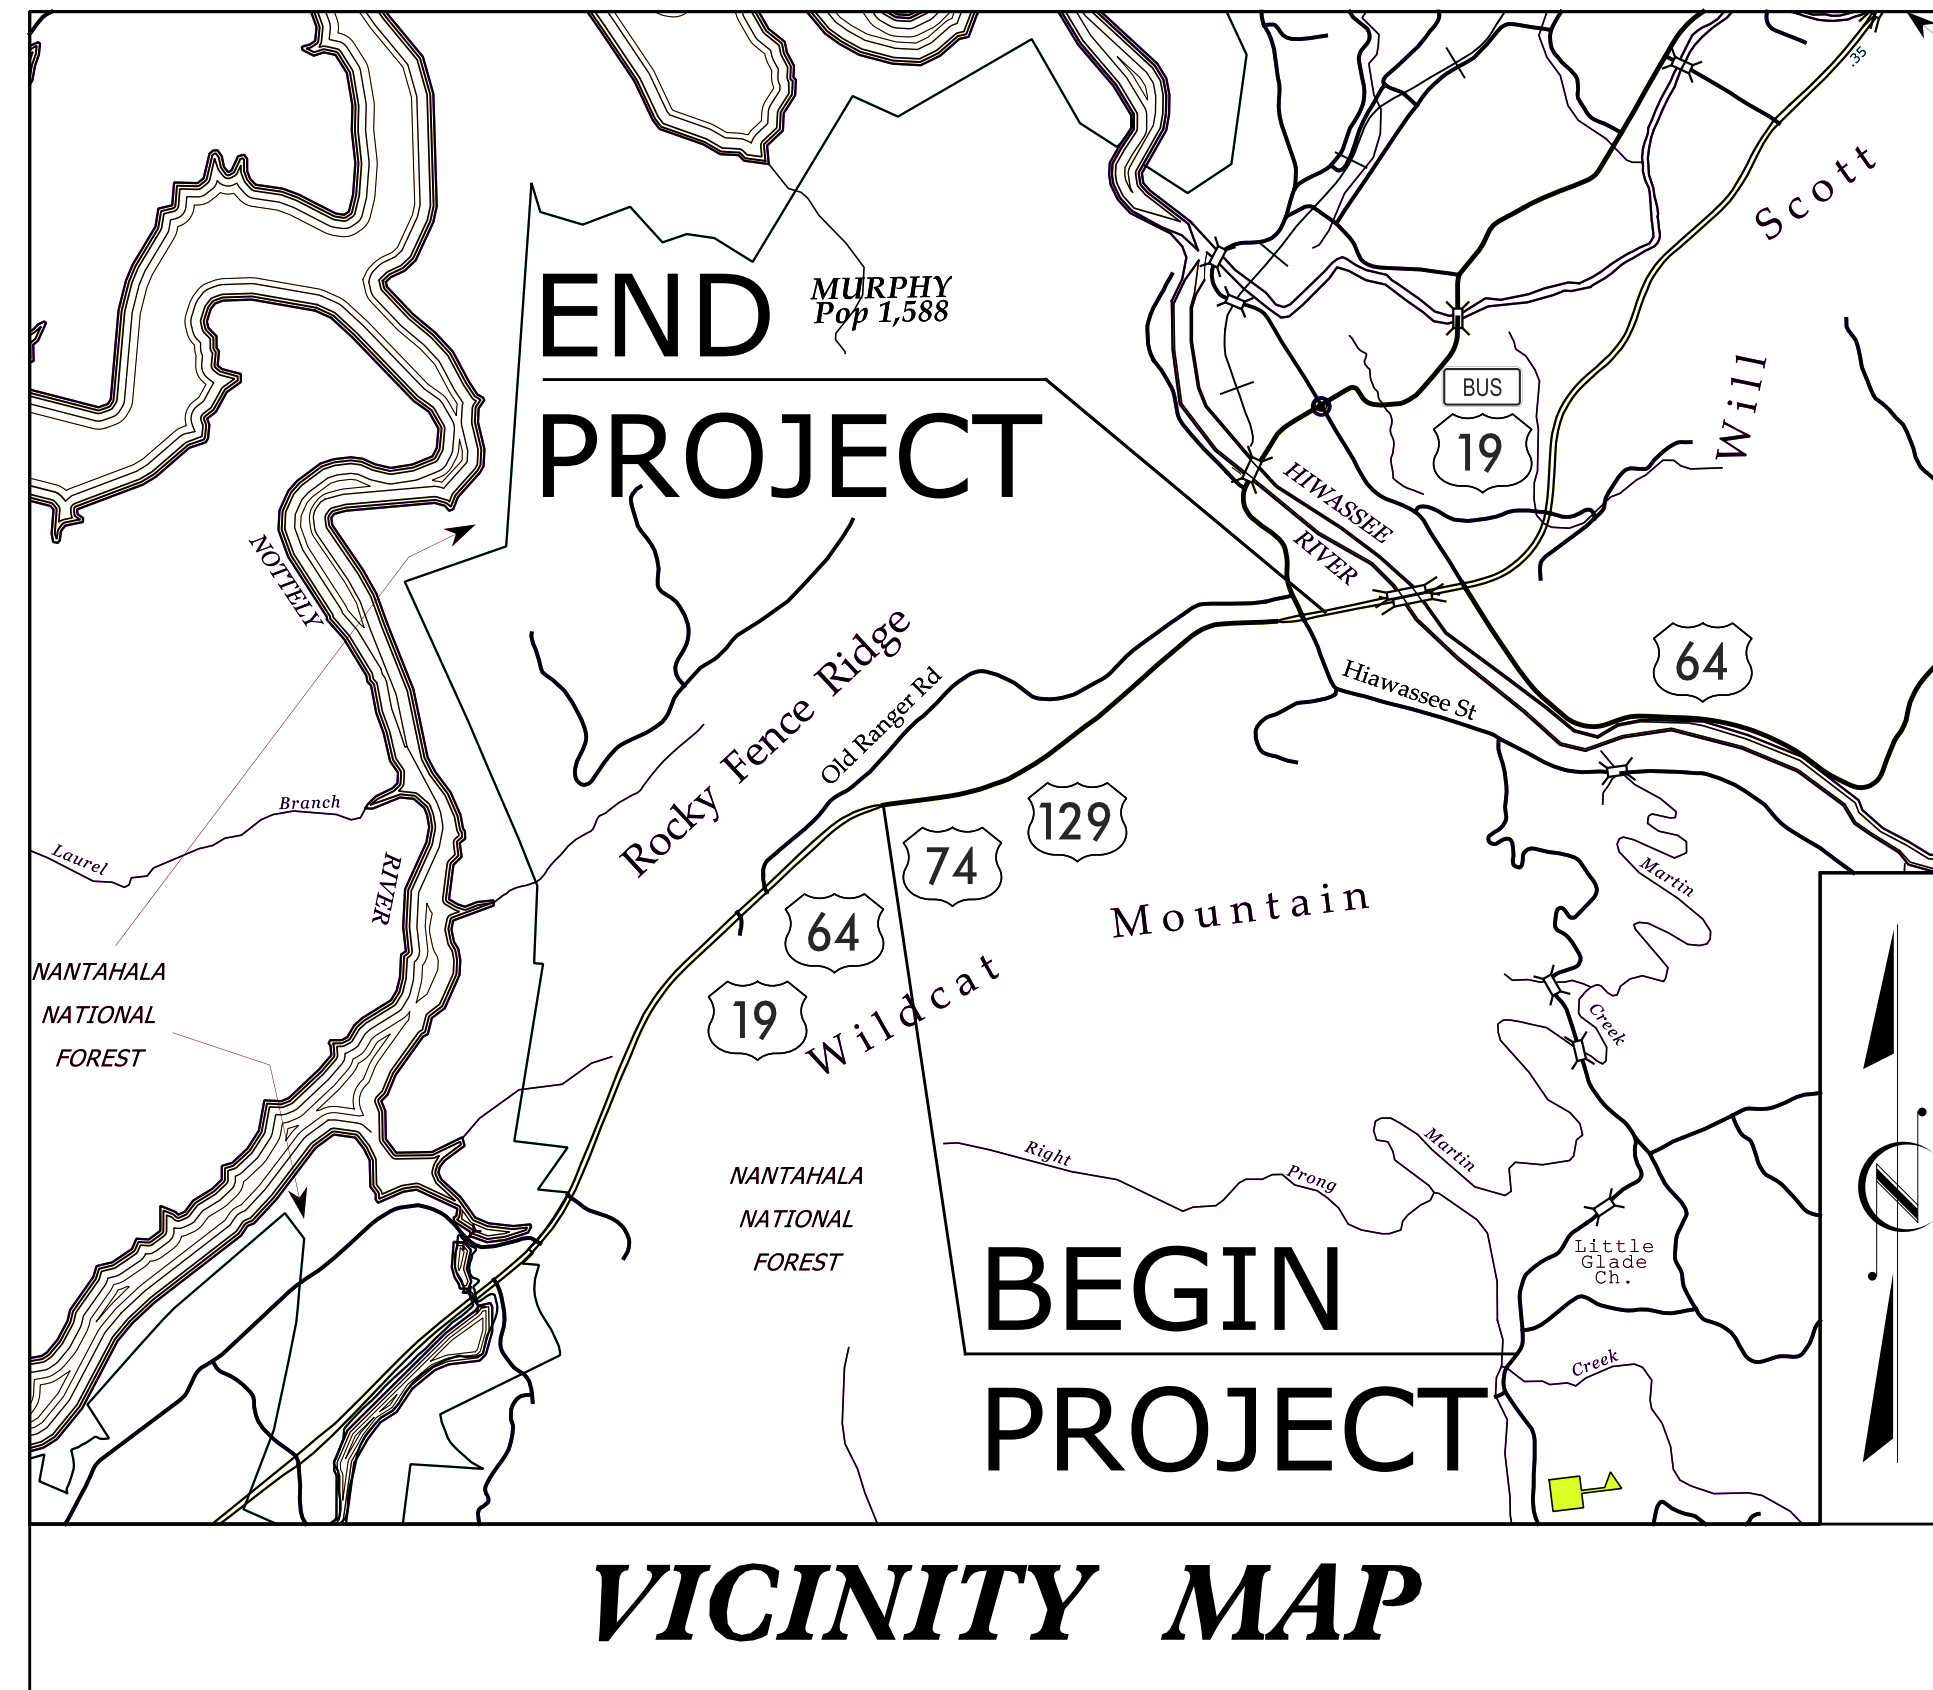 .35
Scott
END
MURPHY
Pop 1,588
Will
BUS
PROJECT
19
HIWASSEE
RIVER
NOTTELY
RIVER
Rocky Fence Ridge
Old Ranger Rd
Hiawassee St
64
Branch
Laurel
129
74
64
19
Martin
Wildcat
Mountain
NANTAHALA
NATIONAL
FOREST
Creek
N
Right
Prong
Martin
NANTAHALA
NATIONAL
FOREST
BEGIN
PROJECT
Little
Glade
Ch.
Creek
VICINITY MAP